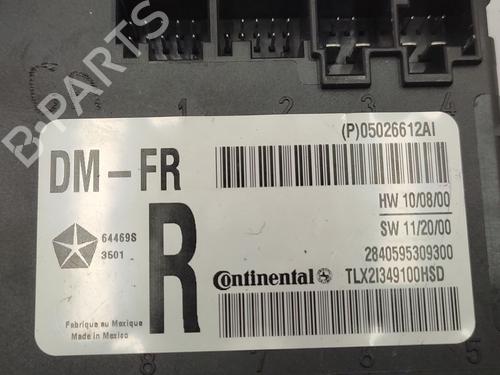 B-PARTS
1 2 3 4
(P)05026612AI
DM-FR
HW 10/08/00
SW 11/20/00
64469S
3501
R
2840595309300
Continental TLX2I349100HSD
Fabrique au Mexique
Made in Mexico
8 7 6 5